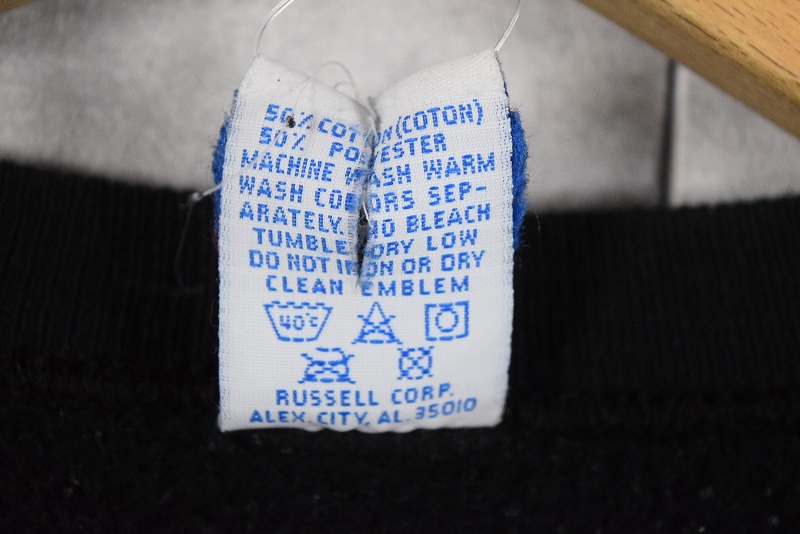 50% COTTON (COTON)
50% POLYESTER
MACHINE WASH WARM
WASH COLORS SEP-
ARATELY. NO BLEACH
TUMBLE DRY LOW
DO NOT IRON OR DRY
CLEAN EMBLEM
40°C
RUSSELL CORP.
ALEX. CITY, AL. 35010